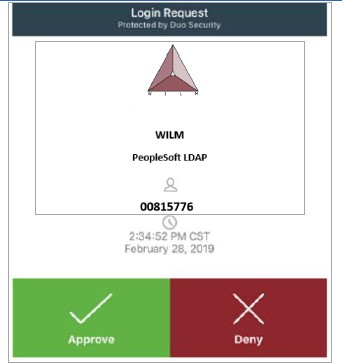 Login Request
Protected by Duo Security
W I L M
WILM
PeopleSoft LDAP
00815776
2:34:52 PM CST
February 28, 2019
Approve
Deny